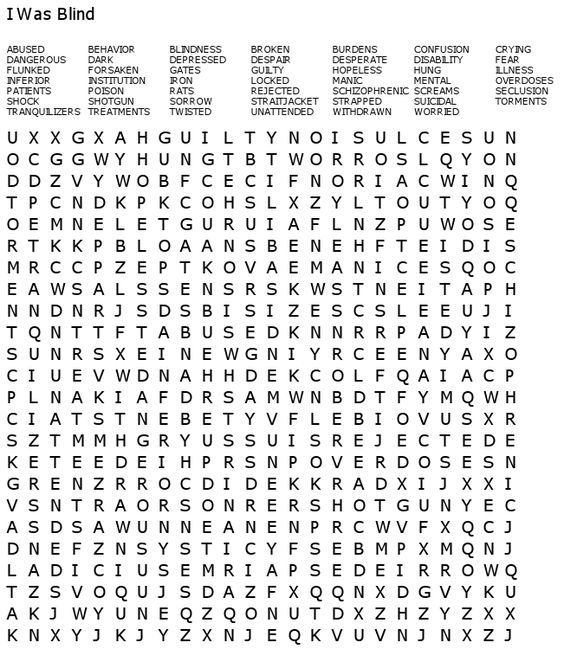 I Was Blind
ABUSED BEHAVIOR BLINDNESS BROKEN BURDENS CONFUSION CRYING
DANGEROUS DARK DEPRESSED DESPAIR DESPERATE DISABILITY FEAR
FLUNKED FORSAKEN GATES GUILTY HOPELESS HUNG ILLNESS
INFERIOR INSTITUTION IRON LOCKED MANIC MENTAL OVERDOSES
PATIENTS POISON RATS REJECTED SCHIZOPHRENIC SCREAMS SECLUSION
SHOCK SHOTGUN SORROW STRAITJACKET STRAPPED SUICIDAL TORMENTS
TRANQUILIZERS TREATMENTS TWISTED UNATTENDED WITHDRAWN WORRIED
U X X G X A H G U I L T Y N O I S U L C E S U N
O C G G W Y H U N G T B T W O R R O S L Q Y O N
D D Z V Y W O B F C E C I F N O R I A C W I N Q
T P C N D K P K C O H S L X Z Y L T O U T Y O Q
O E M N E L E T G U R U I A F L N Z P U W O S E
R T K K P B L O A A N S B E N E H F T E I D I S
M R C C P Z E P T K O V A E M A N I C E S Q O C
E A W S A L S S E N S R S K W S T N E I T A P H
N N D N R J S D S B I S I Z E S C S L E E U J I
T Q N T T F T A B U S E D K N N R R P A D Y I Z
S U N R S X E I N E W G N I Y R C E E N Y A X O
C I U E V W D N A H H D E K C O L F Q A I A C P
P L N A K I A F D R S A M W N B D T F Y M Q W H
C I A T S T N E B E T Y V F L E B I O V U S X R
S Z T M M H G R Y U S S U I S R E J E C T E D E
K E T E E D E I H P R S N P O V E R D O S E S N
G R E N Z R R O C D I D E K K R A D X I J X X I
V S N T R A O R S O N R E R S H O T G U N Y E C
A S D S A W U N N E A N E N P R C W V F X Q C J
D N E F Z N S Y S T I C Y F S E B M P X M Q N J
L A D I C I U S E M R I A P S E D E I R R O W Q
T Z S V O Q U J S D A Z F X Q Q N X D G V Y K U
A K J W Y U N E Q Z Q O N U T D X Z H Z Y Z X X
K N X Y J K J Y Z X N J E Q K V U V N J N X Z J